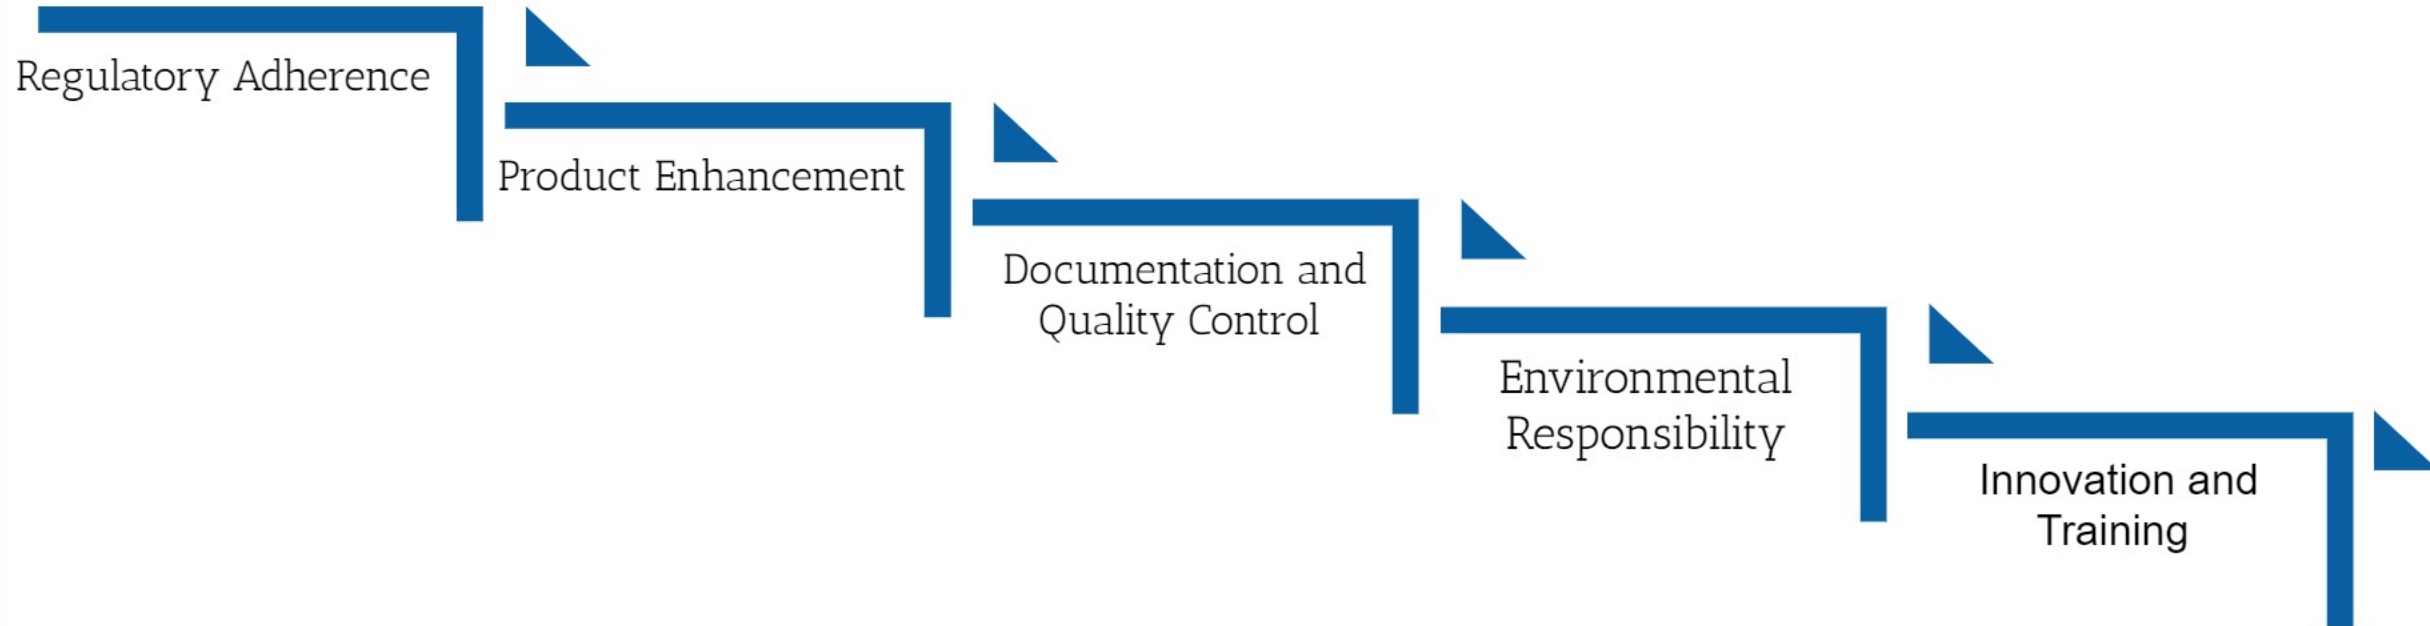 Regulatory Adherence
Product Enhancement
Documentation and
Quality Control
Environmental
Responsibility
Innovation and
Training